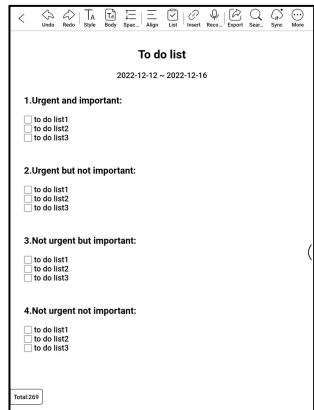 Undo Redo Style Body Spac... Align List Insert Reco... Export Sear... Sync More
To do list
2022-12-12 ~ 2022-12-16
1.Urgent and important:
to do list1
to do list2
to do list3
2.Urgent but not important:
to do list1
to do list2
to do list3
3.Not urgent but important:
to do list1
to do list2
to do list3
4.Not urgent not important:
to do list1
to do list2
to do list3
Total:269